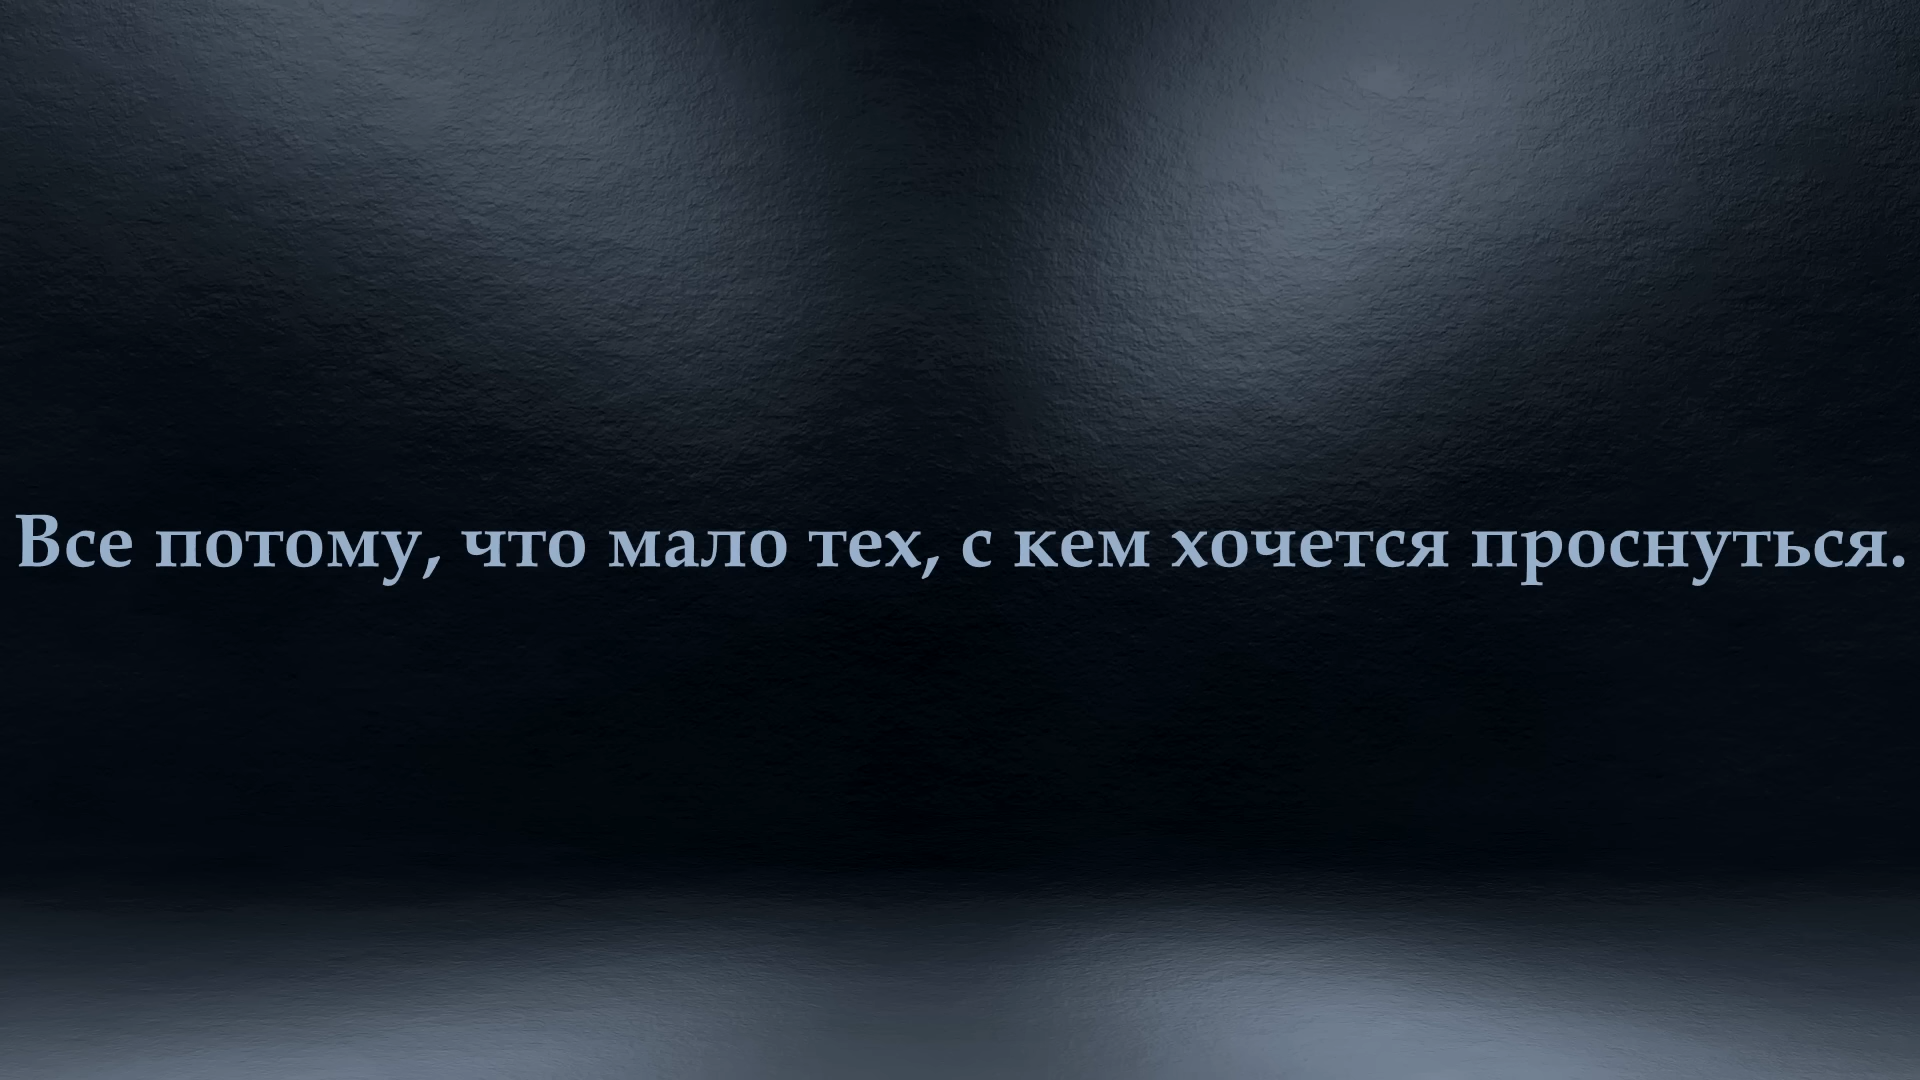 Все потому, что мало тех, с кем хочется проснуться.